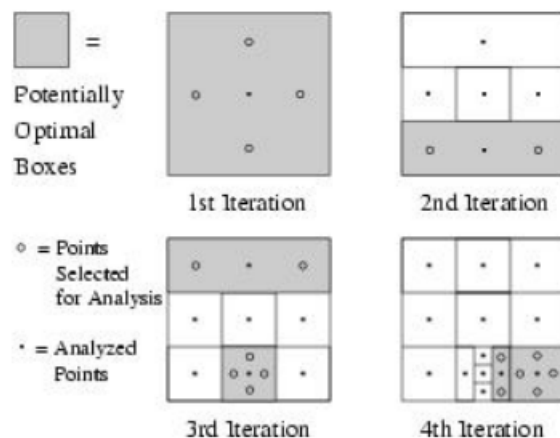 =
Potentially
Optimal
Boxes
1st Iteration
2nd Iteration
= Points
Selected
for Analysis
= Analyzed
Points
3rd Iteration
4th Iteration